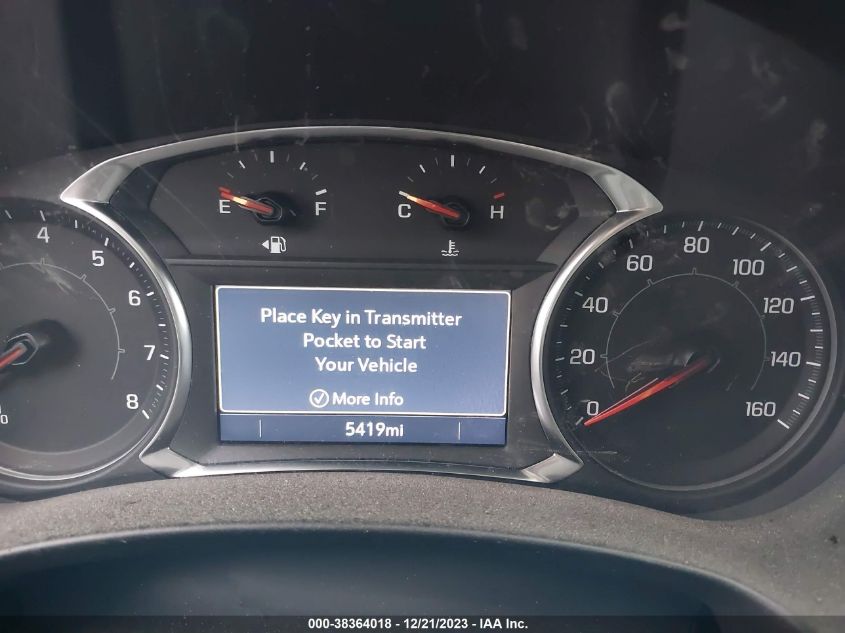 E F
C H
4
5
6
7
8
0
0
20
40
60
80
100
120
140
160
Place Key in Transmitter
Pocket to Start
Your Vehicle
More Info
5419mi
000-38364018 - 12/21/2023 - IAA Inc.